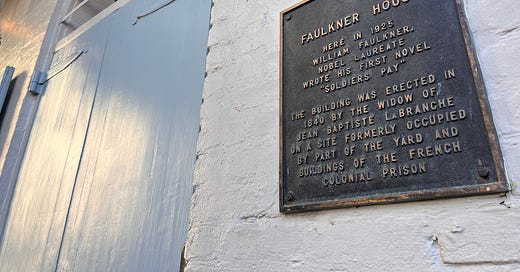 FAULKNER HOUSE
HERE IN 1925
WILLIAM FAULKNER,
NOBEL LAUREATE
WROTE HIS FIRST NOVEL
"SOLDIERS PAY"
THE BUILDING WAS ERECTED IN
1840 BY THE WIDOW OF
JEAN BAPTISTE LABRANCHE
ON A SITE FORMERLY OCCUPIED
BY PART OF THE YARD AND
BUILDINGS OF THE FRENCH
COLONIAL PRISON